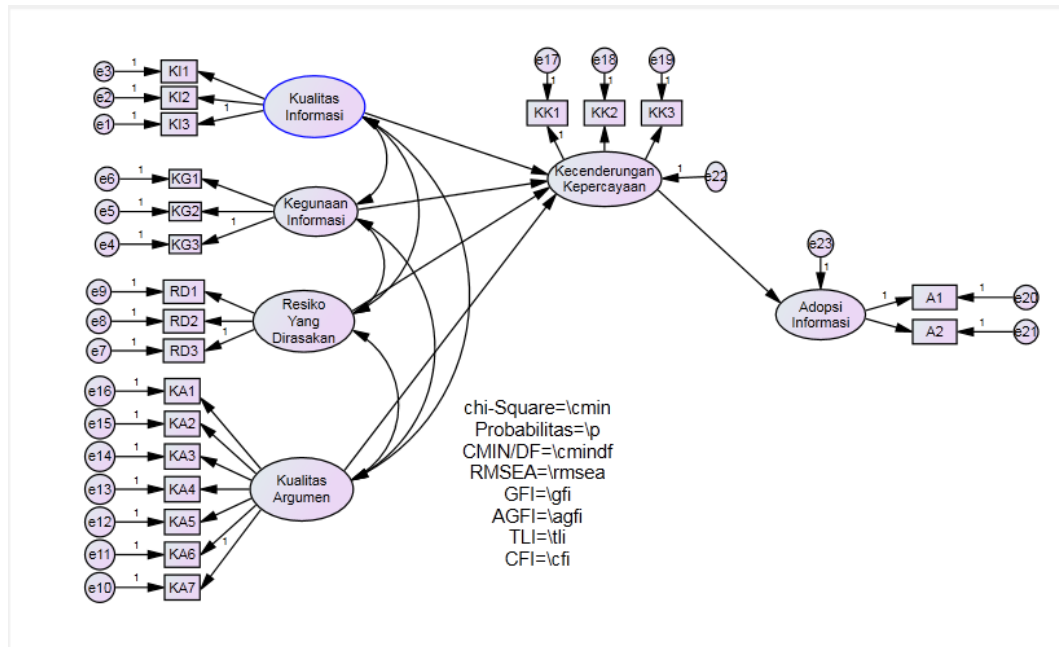 e3 1 KI1
e2 1 KI2
e1 1 KI3
1
Kualitas
Informasi
e6 1 KG1
e5 1 KG2
e4 1 KG3
1
Kegunaan
Informasi
e9 1 RD1
e8 1 RD2
e7 1 RD3
1
Resiko
Yang
Dirasakan
e16 1 KA1
e15 1 KA2
e14 1 KA3
e13 1 KA4
e12 1 KA5
e11 1 KA6
e10 1 KA7
1
Kualitas
Argumen
e17 e18 e19
1 1 1
KK1 KK2 KK3
1
Kecenderungan
Kepercayaan
1 e22
e23
1
Adopsi
Informasi
1 A1 1 e20
A2 1 e21
chi-Square=\cmin
Probabilitas=\p
CMIN/DF=\cmindf
RMSEA=\rmsea
GFI=\gfi
AGFI=\agfi
TLI=\tli
CFI=\cfi